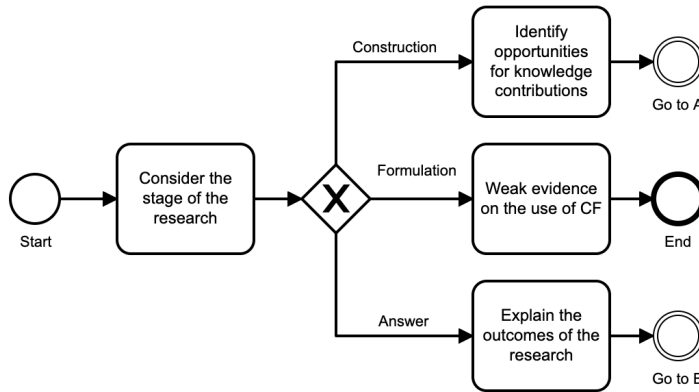 Construction
Identify
opportunities
for knowledge
contributions
Go to A
Start
Consider the
stage of the
research
X
Formulation
Weak evidence
on the use of CF
End
Answer
Explain the
outcomes of the
research
Go to B